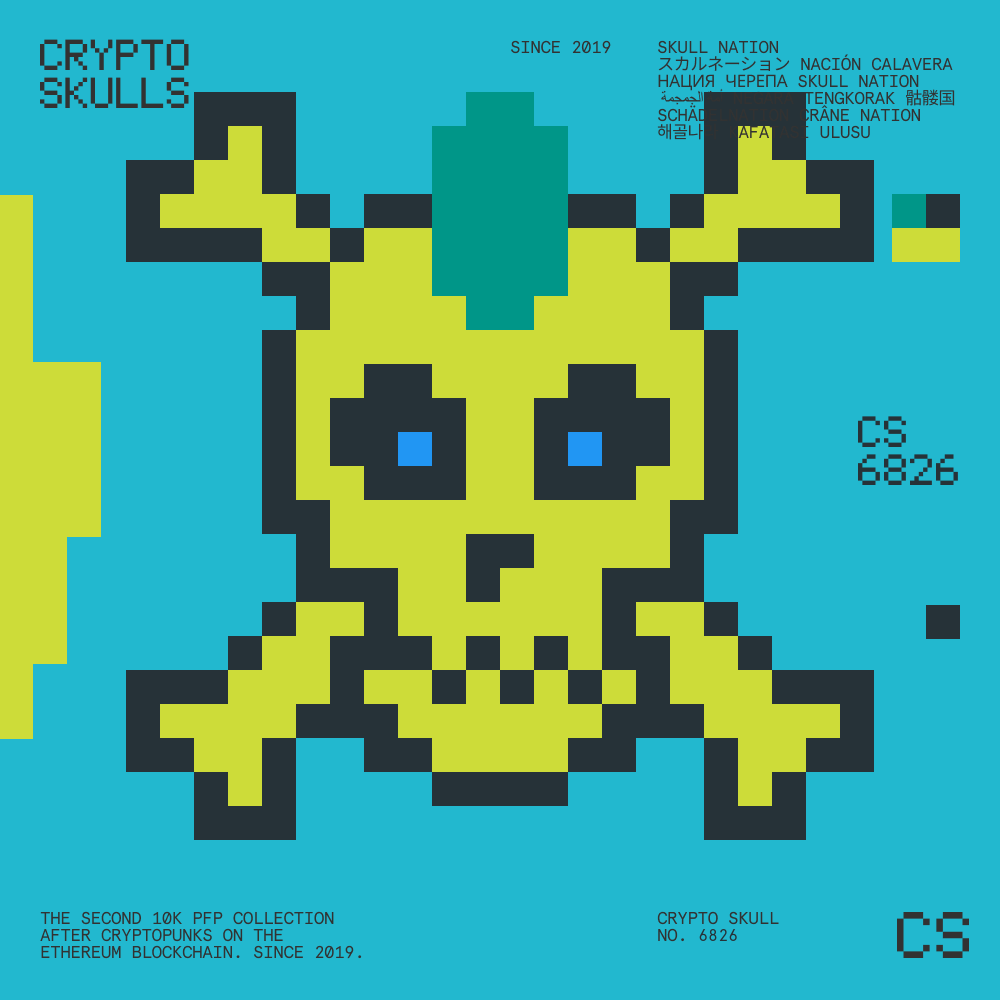 CRYPTO
SKULLS
SINCE 2019
SKULL NATION
スカルネーション NACIÓN CALAVERA
НАЦИЯ ЧЕРЕПА SKULL NATION
الجمجمة TENGKORAK 骷髅国
CRÂNE NATION
해골나 ULUSU
CS
6826
THE SECOND 10K PFP COLLECTION
AFTER CRYPTOPUNKS ON THE
ETHEREUM BLOCKCHAIN. SINCE 2019.
CRYPTO SKULL
NO. 6826
CS